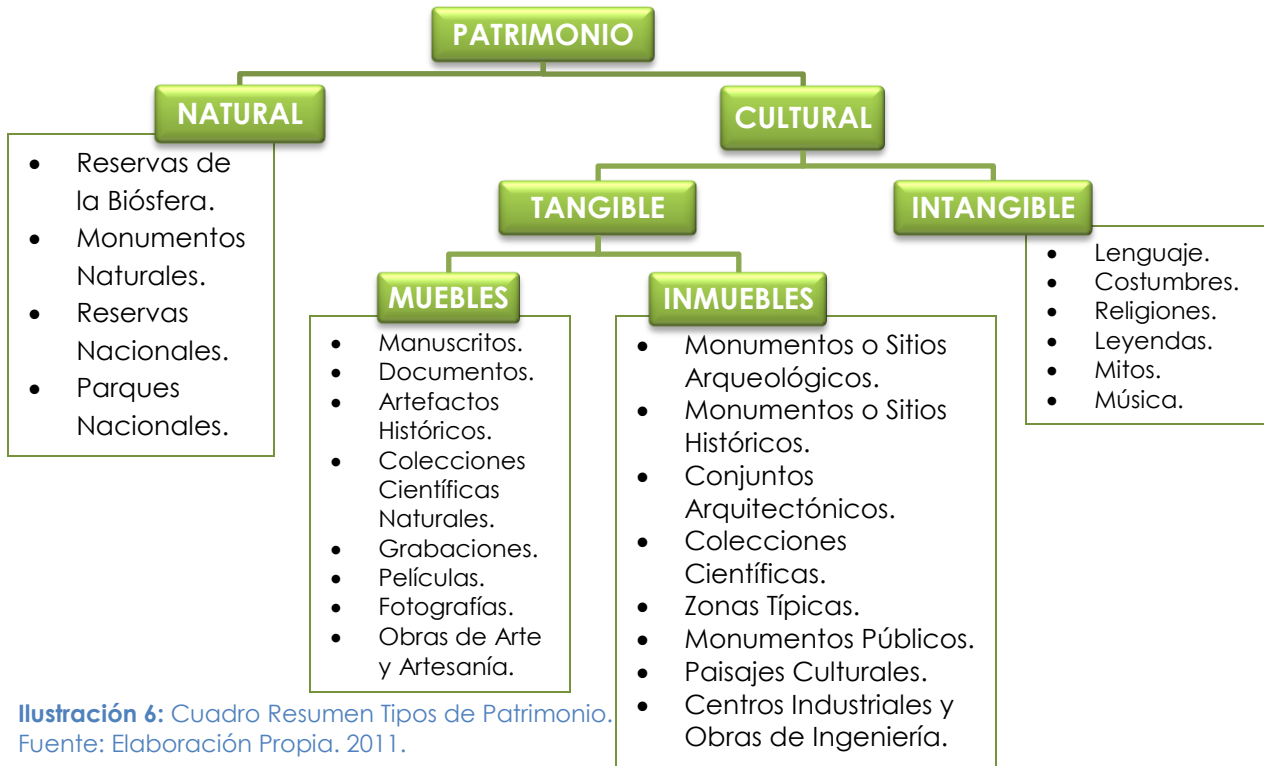 PATRIMONIO
NATURAL
• Reservas de
la Biósfera.
• Monumentos
Naturales.
• Reservas
Nacionales.
• Parques
Nacionales.
CULTURAL
TANGIBLE
MUEBLES
• Manuscritos.
• Documentos.
• Artefactos
Históricos.
• Colecciones
Científicas
Naturales.
• Grabaciones.
• Películas.
• Fotografías.
• Obras de Arte
y Artesanía.
INMUEBLES
• Monumentos o Sitios
Arqueológicos.
• Monumentos o Sitios
Históricos.
• Conjuntos
Arquitectónicos.
• Colecciones
Científicas.
• Zonas Típicas.
• Monumentos Públicos.
• Paisajes Culturales.
• Centros Industriales y
Obras de Ingeniería.
INTANGIBLE
• Lenguaje.
• Costumbres.
• Religiones.
• Leyendas.
• Mitos.
• Música.
Ilustración 6: Cuadro Resumen Tipos de Patrimonio.
Fuente: Elaboración Propia. 2011.